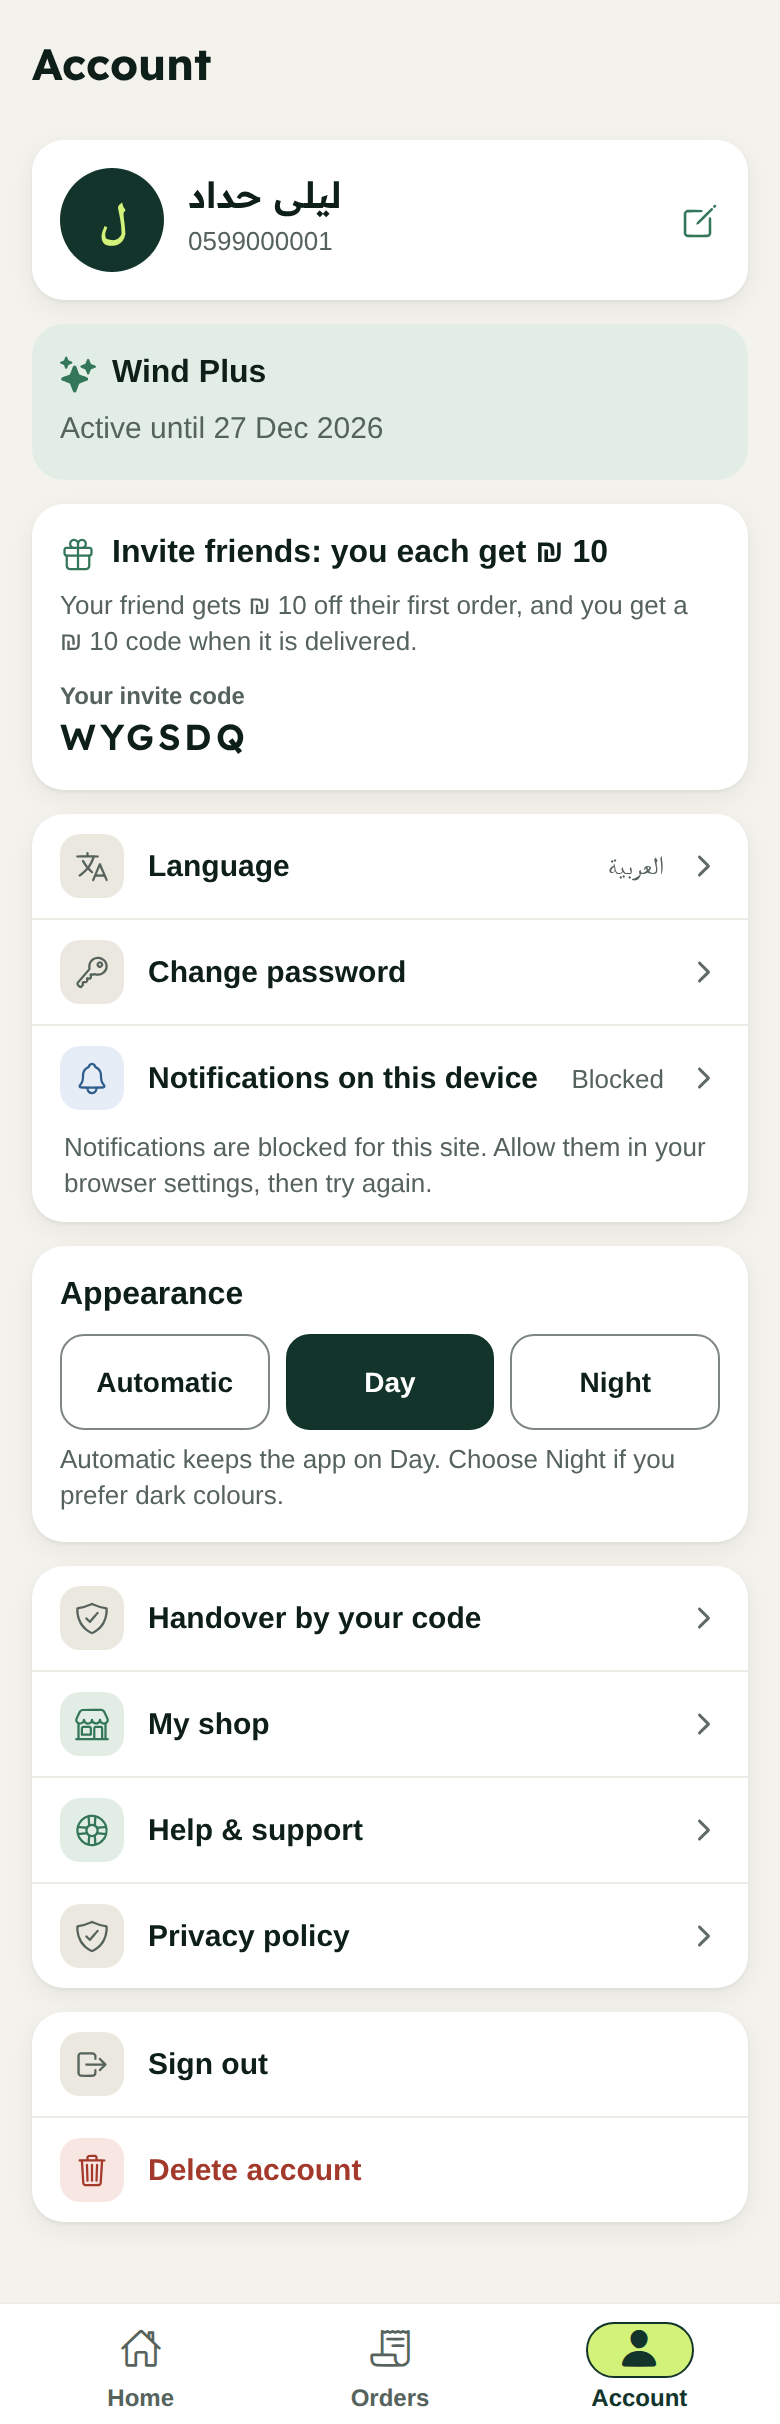 Account
ل
ليلى حداد
0599000001
Wind Plus
Active until 27 Dec 2026
Invite friends: you each get ₪ 10
Your friend gets ₪ 10 off their first order, and you get a
₪ 10 code when it is delivered.
Your invite code
WYGSDQ
Language العربية
Change password
Notifications on this device Blocked
Notifications are blocked for this site. Allow them in your
browser settings, then try again.
Appearance
Automatic Day Night
Automatic keeps the app on Day. Choose Night if you
prefer dark colours.
Handover by your code
My shop
Help & support
Privacy policy
Sign out
Delete account
Home Orders Account